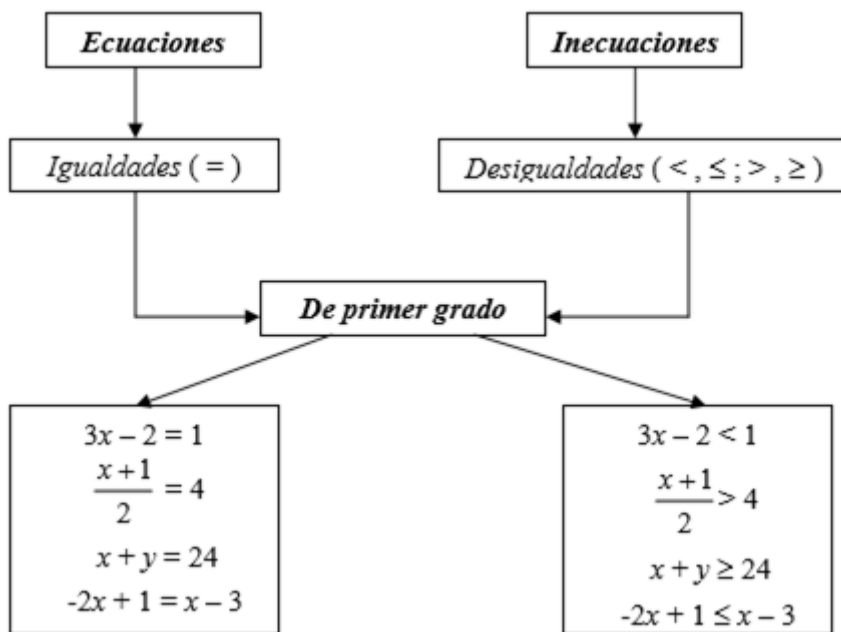 Ecuaciones
Inecuaciones
Igualdades ( = )
Desigualdades ( < , ≤ ; > , ≥ )
De primer grado
3x – 2 = 1
x + 1
2
= 4
x + y = 24
-2x + 1 = x – 3
3x – 2 < 1
x + 1
2
> 4
x + y ≥ 24
-2x + 1 ≤ x – 3